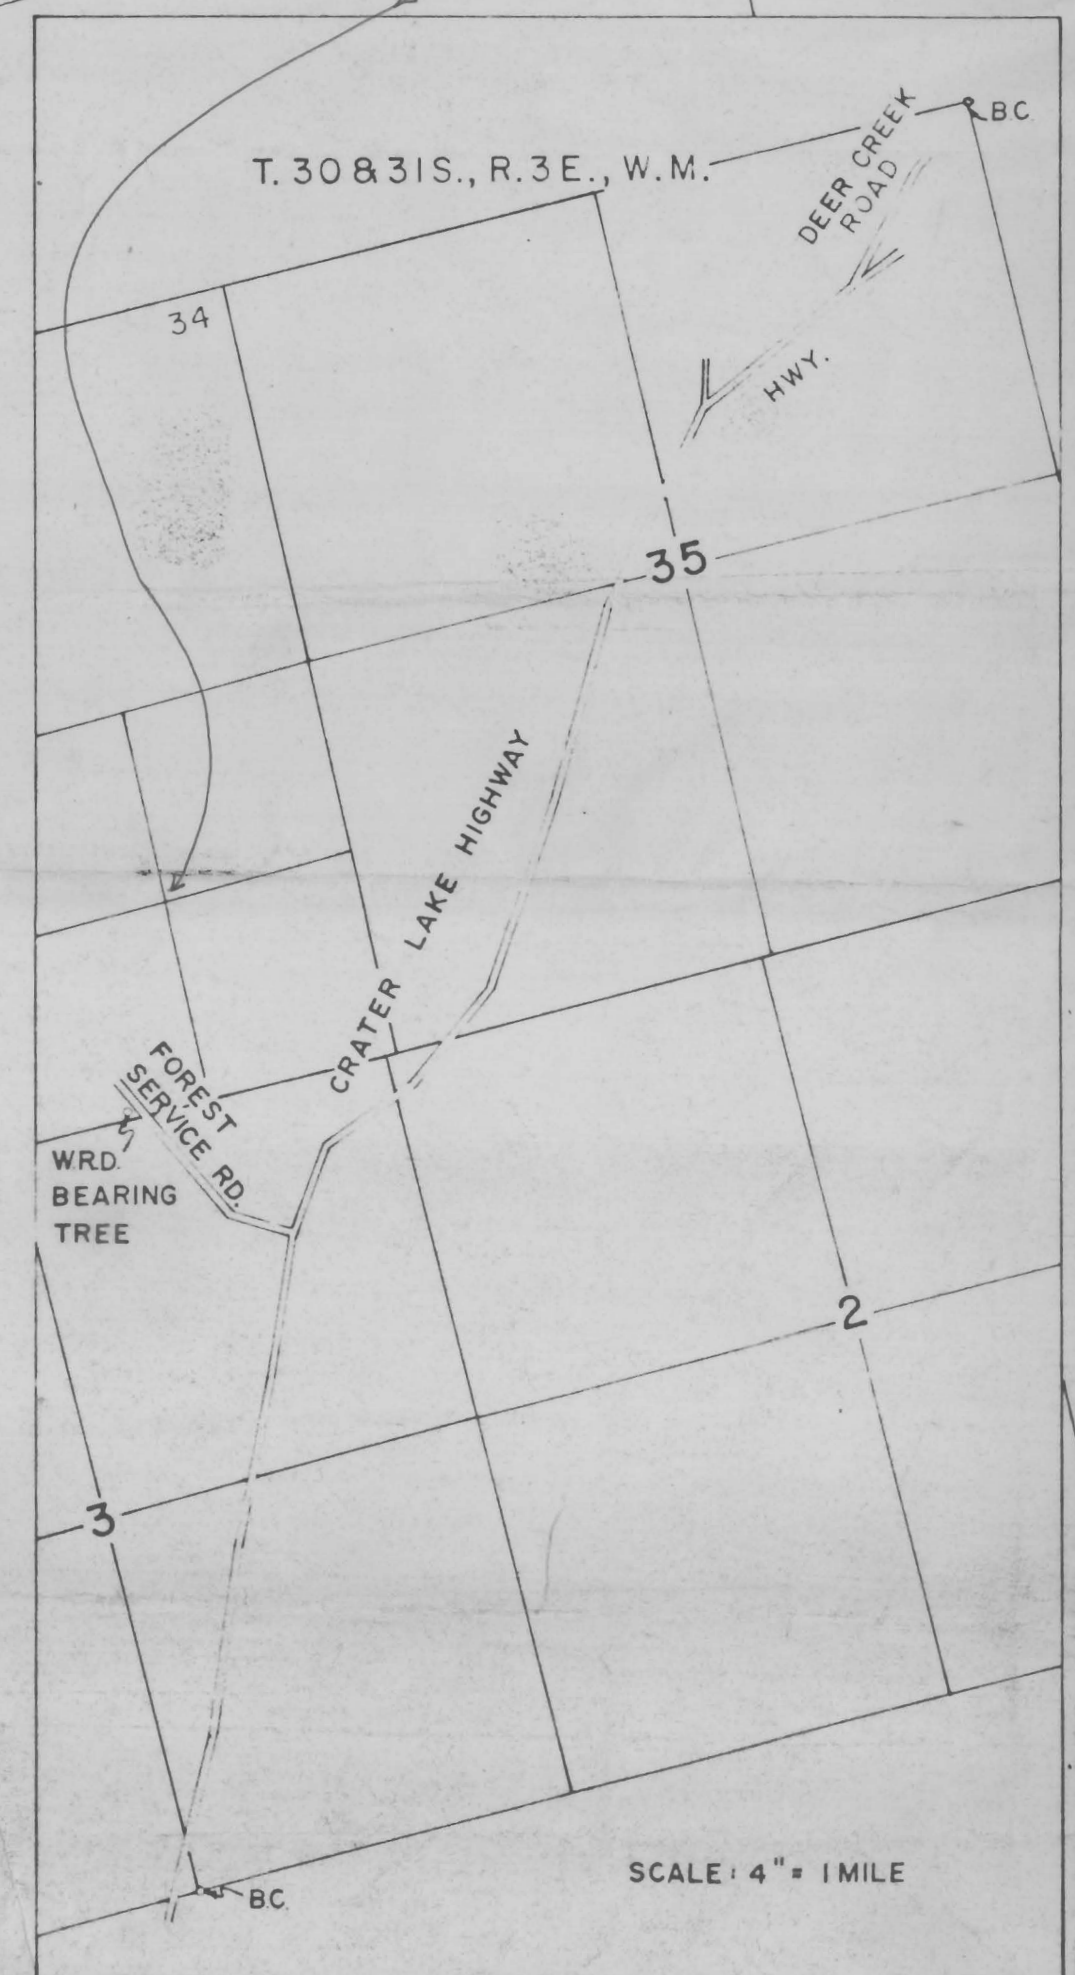 B.C.
T. 30 & 31 S., R. 3 E., W. M.
DEER CREEK
ROAD
34
HWY.
35
CRATER LAKE HIGHWAY
FOREST
SERVICE RD.
W.R.D.
BEARING
TREE
2
3
SCALE: 4" = 1 MILE
B.C.